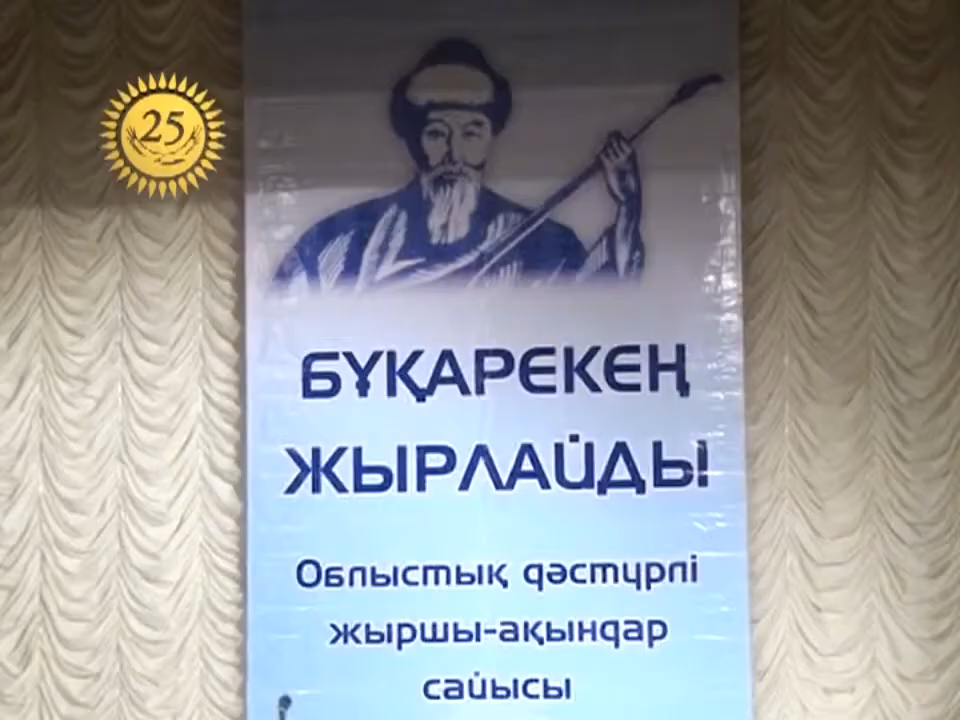 25
БҰҚАРЕКЕҢ
ЖЫРЛАЙДЫ
Облыстық дәстүрлі
жыршы-ақындар
сайысы